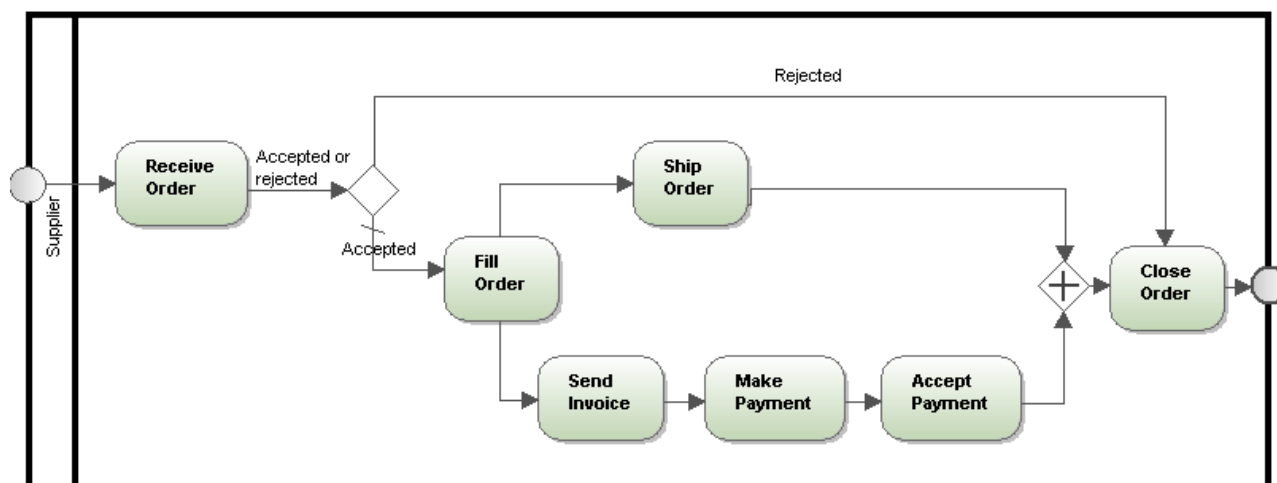 Rejected
Receive
Order
Accepted or
rejected
Ship
Order
Supplier
Accepted
Fill
Order
Close
Order
Send
Invoice
Make
Payment
Accept
Payment